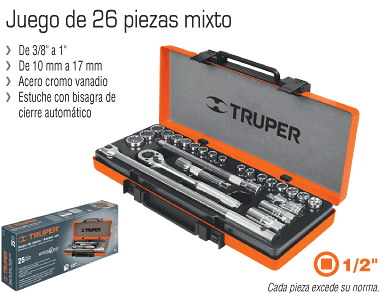 Juego de 26 piezas mixto
De 3/8" a 1"
De 10 mm a 17 mm
Acero cromo vanadio
Estuche con bisagra de
cierre automático
TRUPER
TRUPER
1/2"
Cada pieza excede su norma.